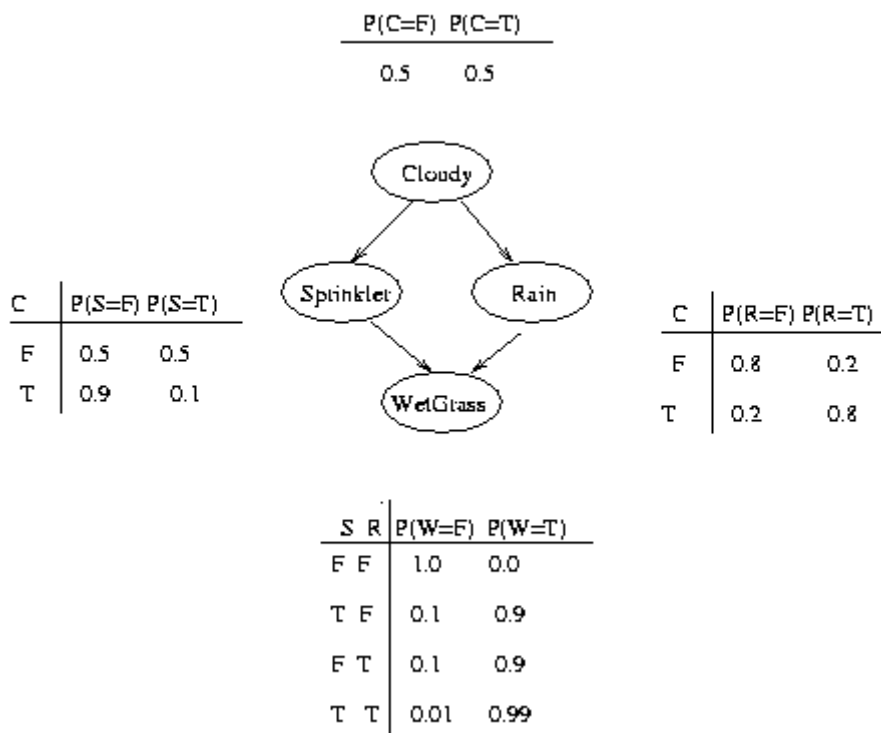 P(C=F) P(C=T)
0.5 0.5
Cloudy
Sprinkler
Rain
WetGrass
C P(S=F) P(S=T)
F 0.5 0.5
T 0.9 0.1
C P(R=F) P(R=T)
F 0.8 0.2
T 0.2 0.8
S R P(W=F) P(W=T)
F F 1.0 0.0
T F 0.1 0.9
F T 0.1 0.9
T T 0.01 0.99